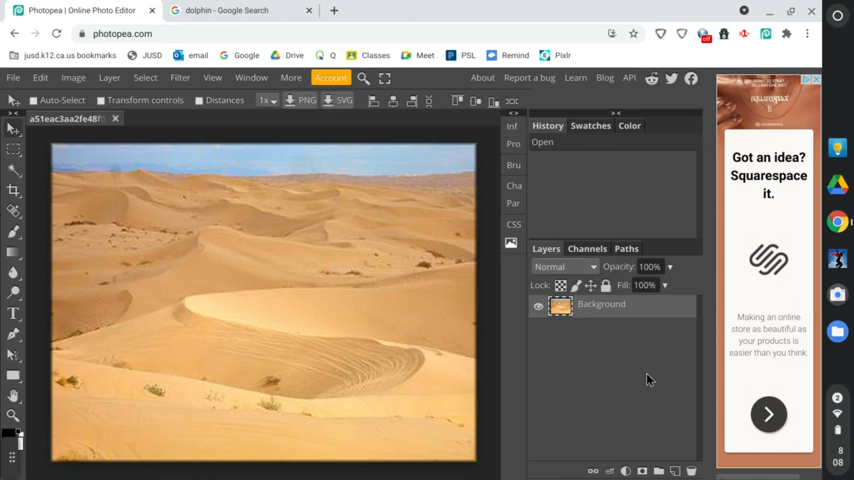 Photopea | Online Photo Editor
dolphin - Google Search
photopea.com
jusd.k12.ca.us bookmarks JUSD email Google Drive Q Classes Meet PSL Remind Pixlr
File Edit Image Layer Select Filter View Window More Account About Report a bug Learn Blog API
Auto-Select Transform controls Distances 1x PNG SVG
a51eac3aa2fe48f
Inf
Pro
Bru
Cha
Par
CSS
History Swatches Color
Open
Layers Channels Paths
Normal Opacity: 100%
Lock: Fill: 100%
Background
squarespace
Got an idea?
Squarespace
it.
Making an online
store as beautiful as
your products is
easier than you think.
2
8
08